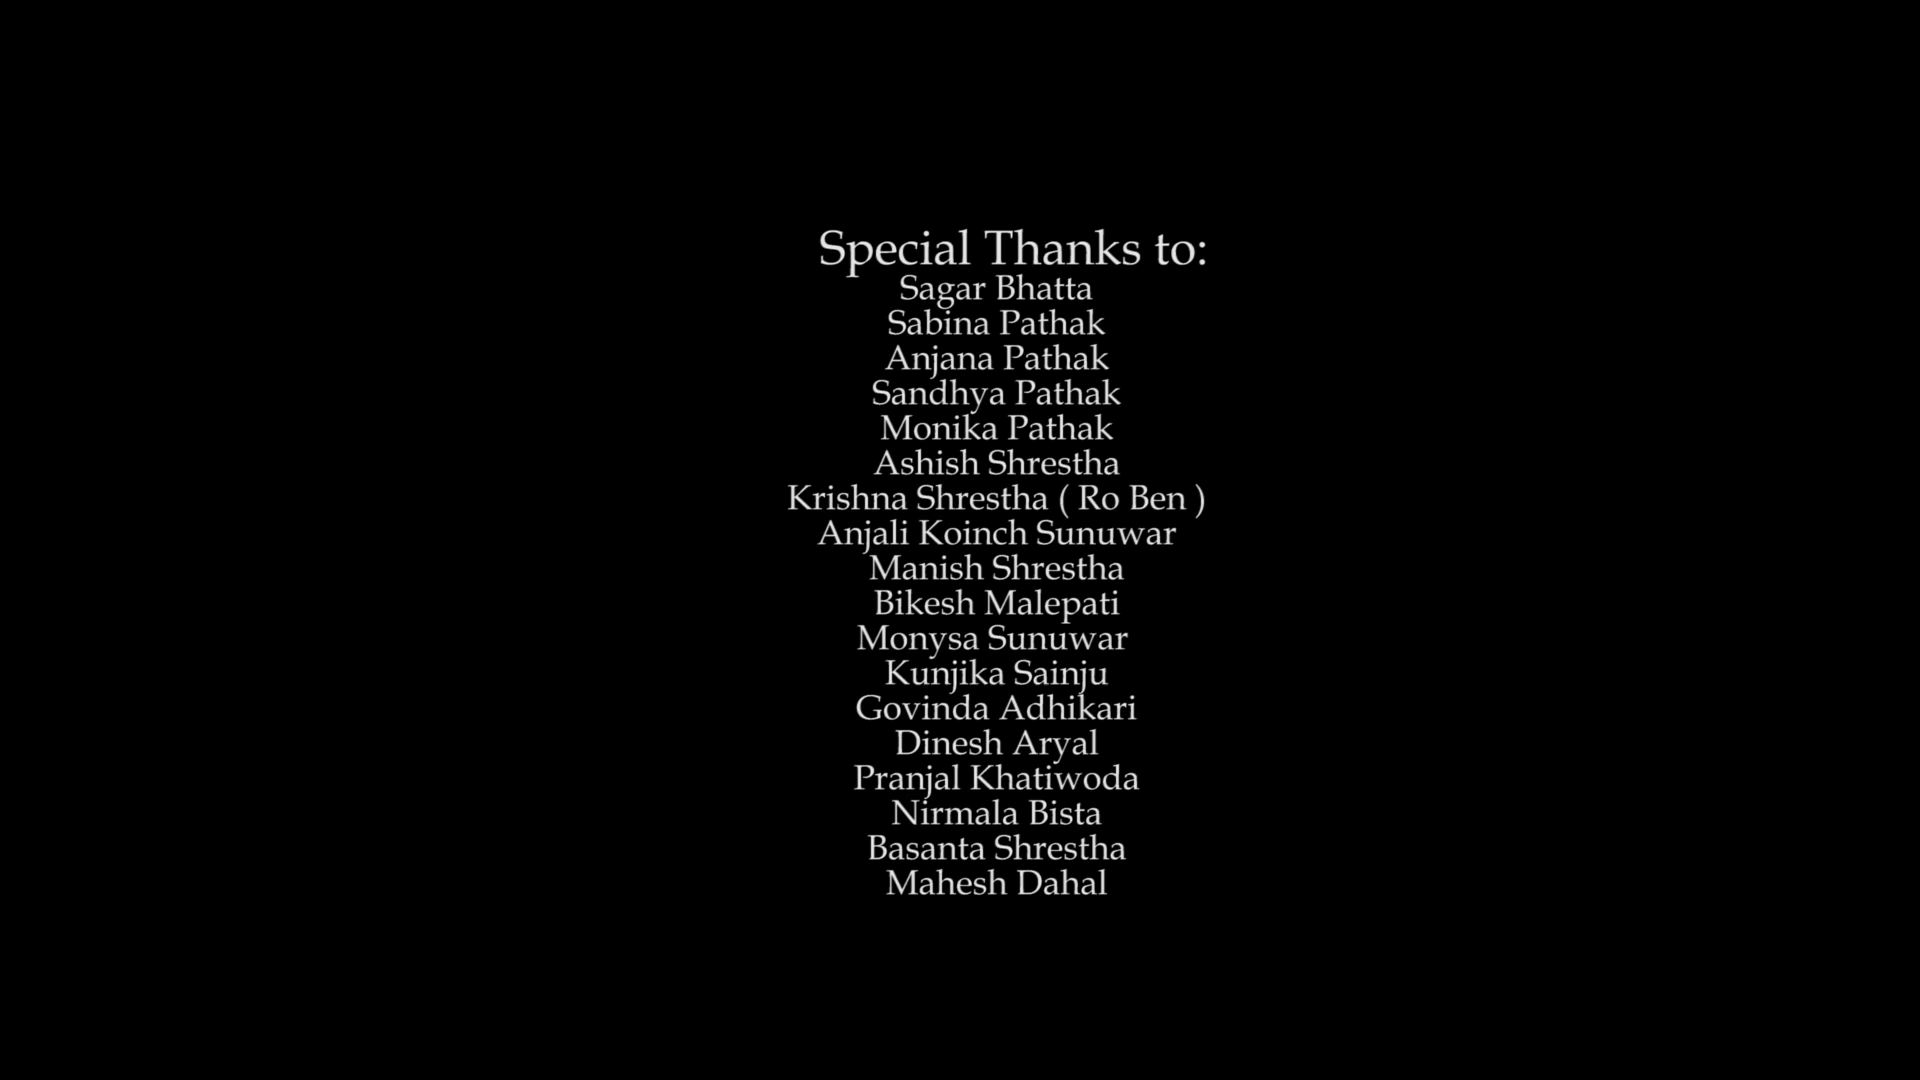 Special Thanks to:
Sagar Bhatta
Sabina Pathak
Anjana Pathak
Sandhya Pathak
Monika Pathak
Ashish Shrestha
Krishna Shrestha ( Ro Ben )
Anjali Koinch Sunuwar
Manish Shrestha
Bikesh Malepati
Monysa Sunuwar
Kunjika Sainju
Govinda Adhikari
Dinesh Aryal
Pranjal Khatiwoda
Nirmala Bista
Basanta Shrestha
Mahesh Dahal